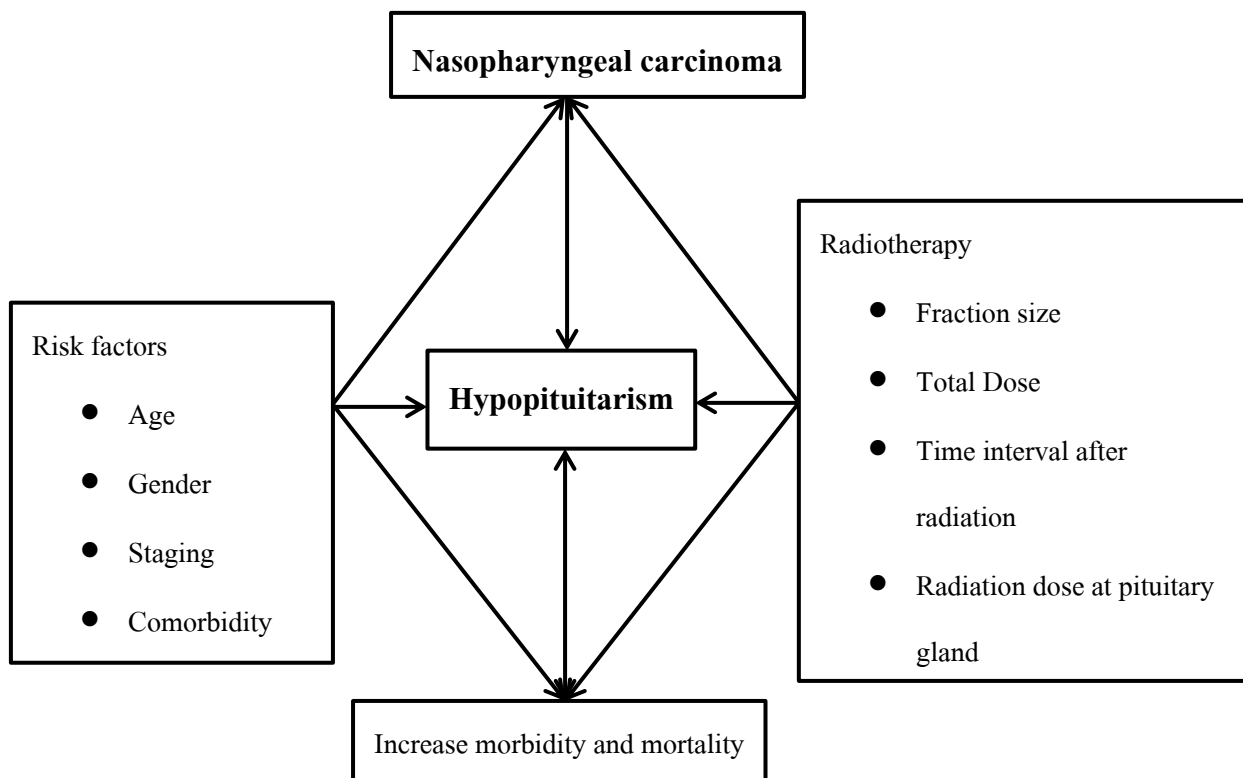 Nasopharyngeal carcinoma
Risk factors
● Age
● Gender
● Staging
● Comorbidity
Hypopituitarism
Radiotherapy
● Fraction size
● Total Dose
● Time interval after
radiation
● Radiation dose at pituitary
gland
Increase morbidity and mortality